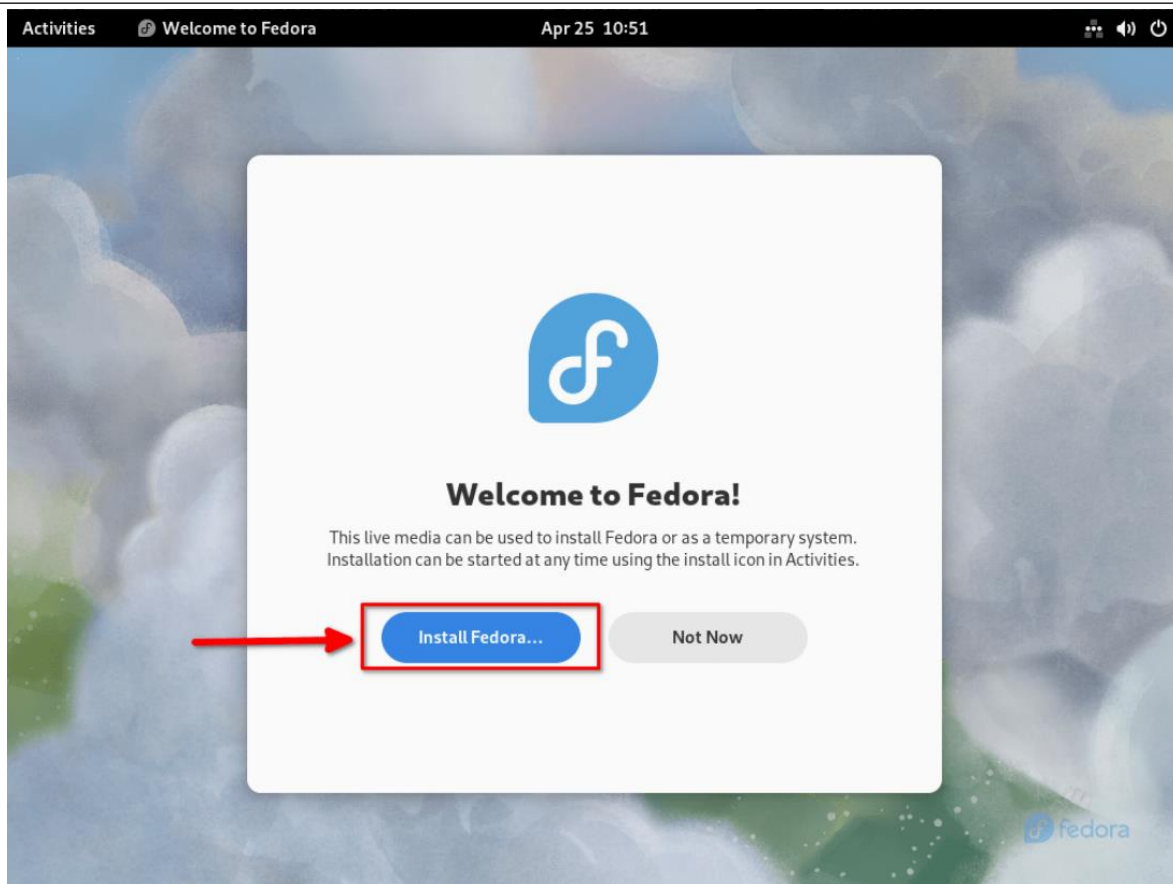 Activities Welcome to Fedora Apr 25 10:51
Welcome to Fedora!
This live media can be used to install Fedora or as a temporary system.
Installation can be started at any time using the install icon in Activities.
Install Fedora... Not Now
fedora